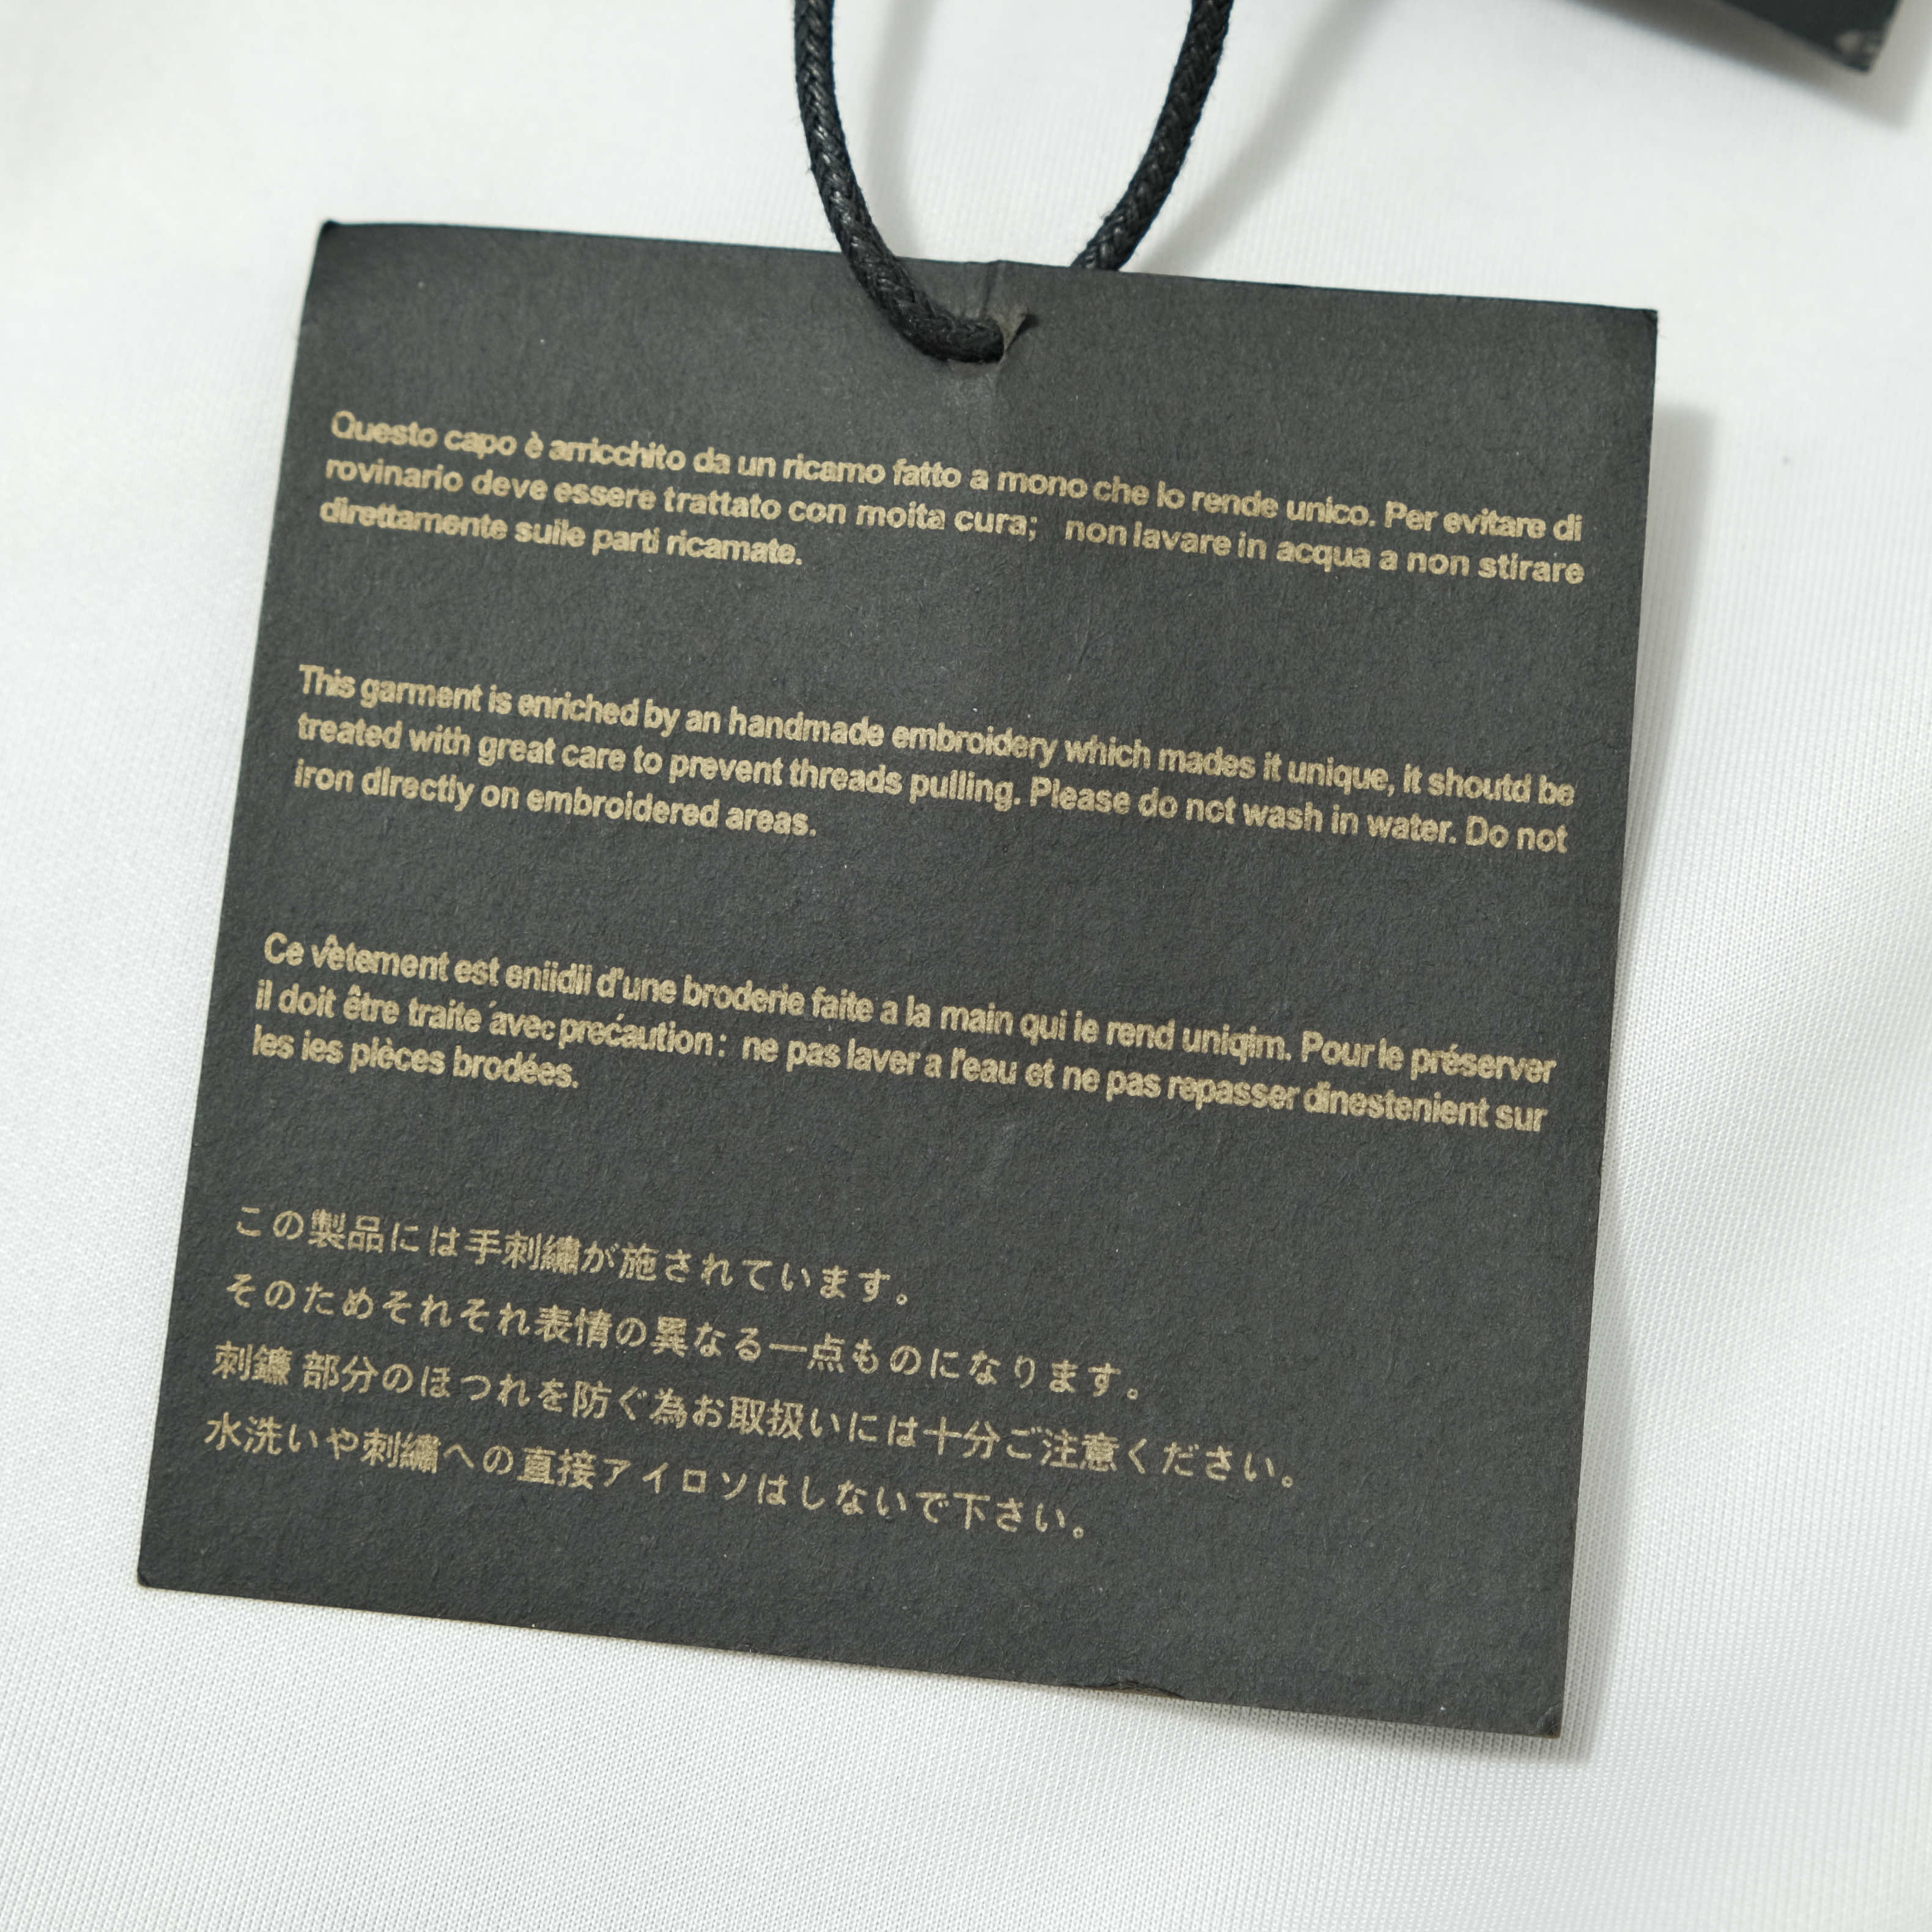 Questo capo è arricchito da un ricamo fatto a mono che lo rende unico. Per evitare di
rovinario deve essere trattato con moita cura; non lavare in acqua a non stirare
direttamente suile parti ricamate.
This garment is enriched by an handmade embroidery which mades it unique, it shoutd be
treated with great care to prevent threads pulling. Please do nct wash in water. Do not
iron directly on embroidered areas.
Ce vêtement est eniidii d'une broderie faite a la main qui ie rend uniqim. Pour le préserver
il doit être traite ́avec prećaution: ne pas laver a l'eau et ne pas repasser dinestenient sur
les ies plèces brodées.
この製品には手刺繍が施されています。
そのためそれそれ表情の異なる一点ものになります。
刺鐮 部分のほつれを防ぐ為お取扱いには十分ご注意ください。
水洗いや刺繍への直接アイロソはしないで下さい。